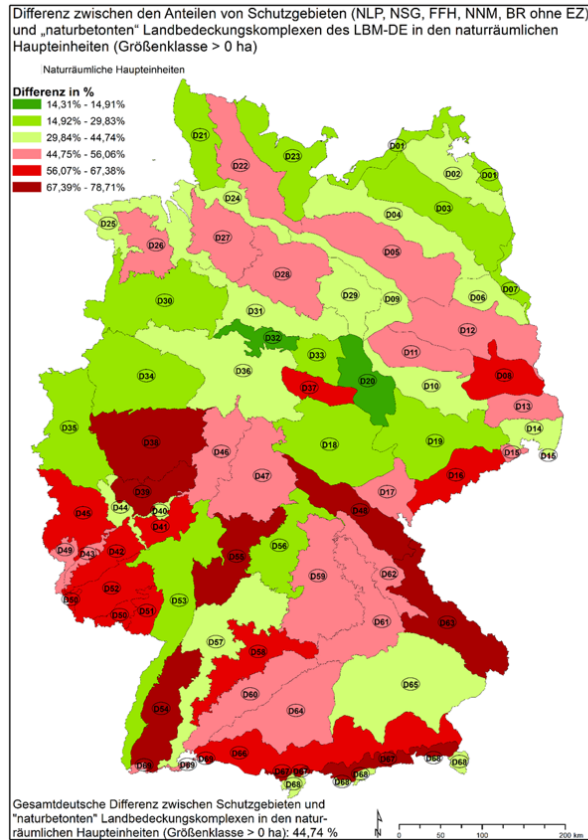 Differenz zwischen den Anteilen von Schutzgebieten (NLP, NSG, FFH, NNM, BR ohne EZ)
und „naturbetonten“ Landbedeckungskomplexen des LBM-DE in den naturräumlichen
Haupteinheiten (Größenklasse > 0 ha)
Naturräumliche Haupteinheiten
Differenz in %
14,31% - 14,91%
14,92% - 29,83%
29,84% - 44,74%
44,75% - 56,06%
56,07% - 67,38%
67,39% - 78,71%
D21
D22
D23
D01
D02
D01
D24
D03
D25
D04
D26
D27
D05
D28
D07
D30
D29
D09
D06
D31
D12
D32
D33
D11
D34
D36
D20
D08
D37
D10
D13
D35
D38
D18
D19
D14
D46
D15
D15
D47
D16
D39
D17
D44
D40
D48
D45
D41
D55
D56
D49
D43
D42
D59
D62
D52
D53
D50
D51
D61
D63
D57
D58
D65
D54
D60
D64
D66
D69
D67
D68
D68
D68
D68
Gesamtdeutsche Differenz zwischen Schutzgebieten und
"naturbetonten" Landbedeckungskomplexen in den natur-
räumlichen Haupteinheiten (Größenklasse > 0 ha): 44,74 %
N
0 50 100 200 km